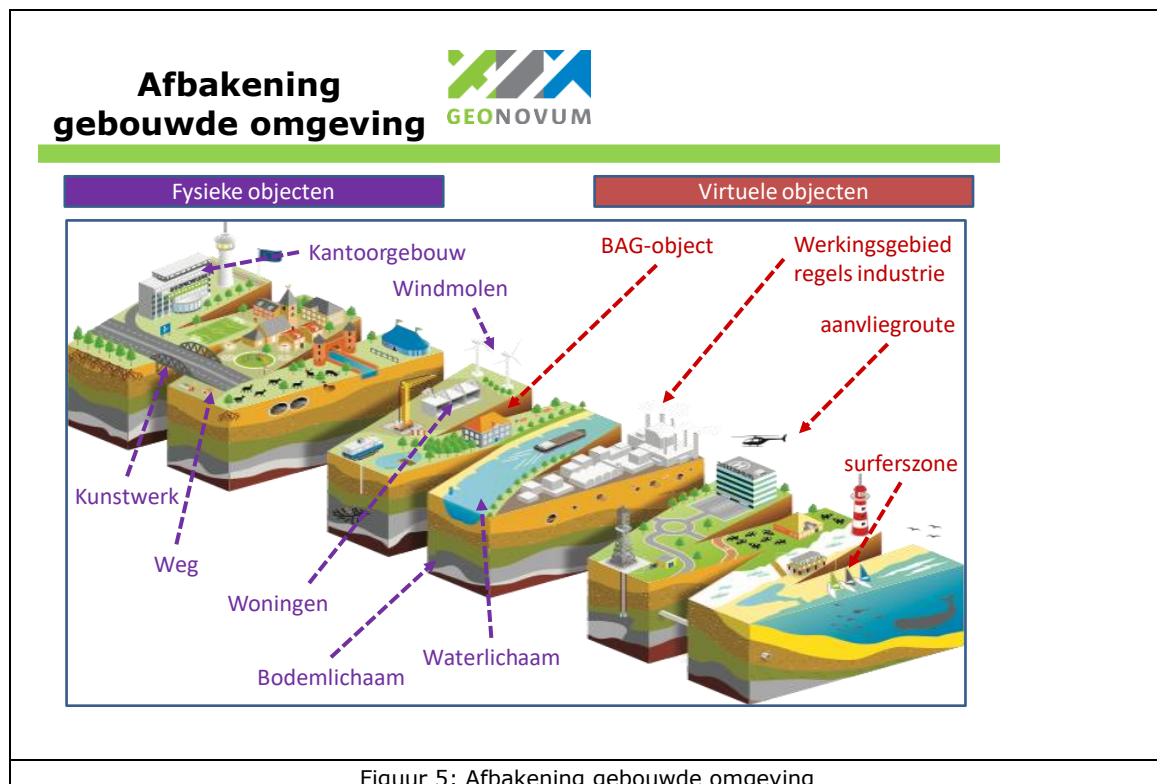 Afbakening
gebouwde omgeving
GEONOVUM
Fysieke objecten
Virtuele objecten
Kantoorgebouw
BAG-object
Werkingsgebied
regels industrie
Windmolen
aanvliegroute
surferszone
Kunstwerk
Weg
Woningen
Waterlichaam
Bodemlichaam
Figuur 5: Afbakening gebouwde omgeving